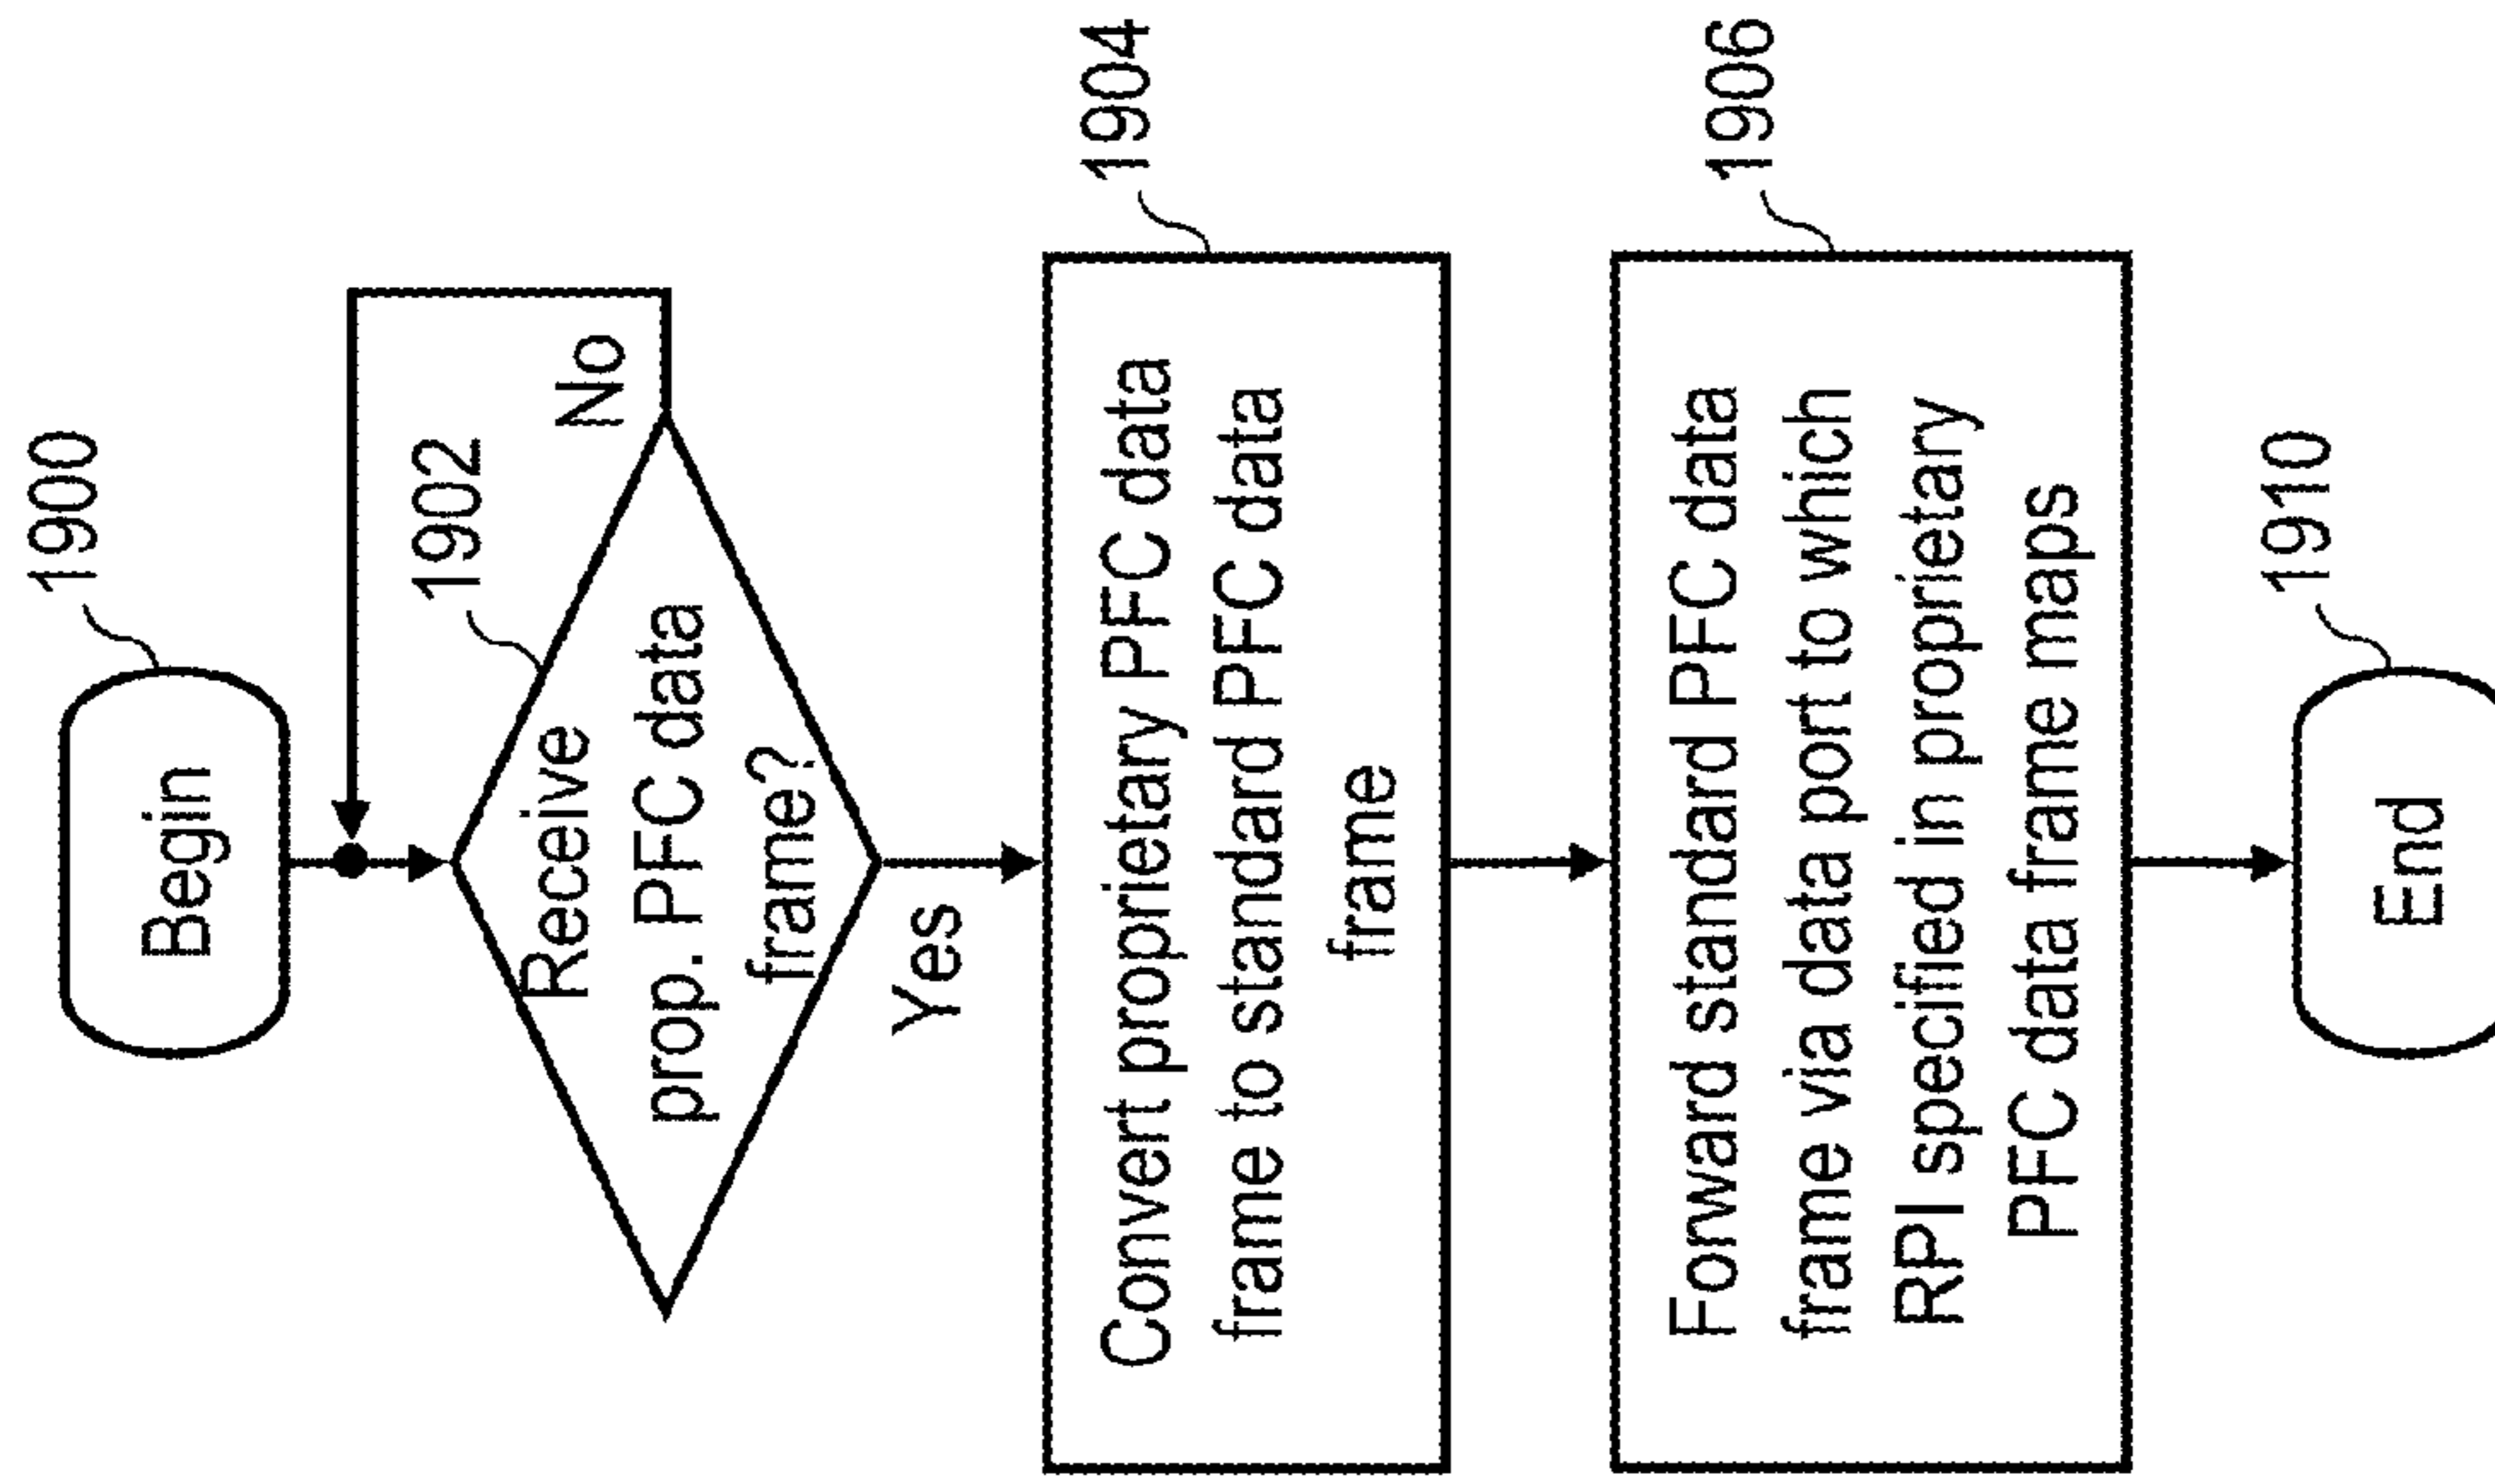 1900
Begin
1902
Receive
prop. PFC data
frame?
No
Yes
1904
Convert proprietary PFC data
frame to standard PFC data
frame
1906
Forward standard PFC data
frame via data port to which
RPI specified in proprietary
PFC data frame maps
1910
End